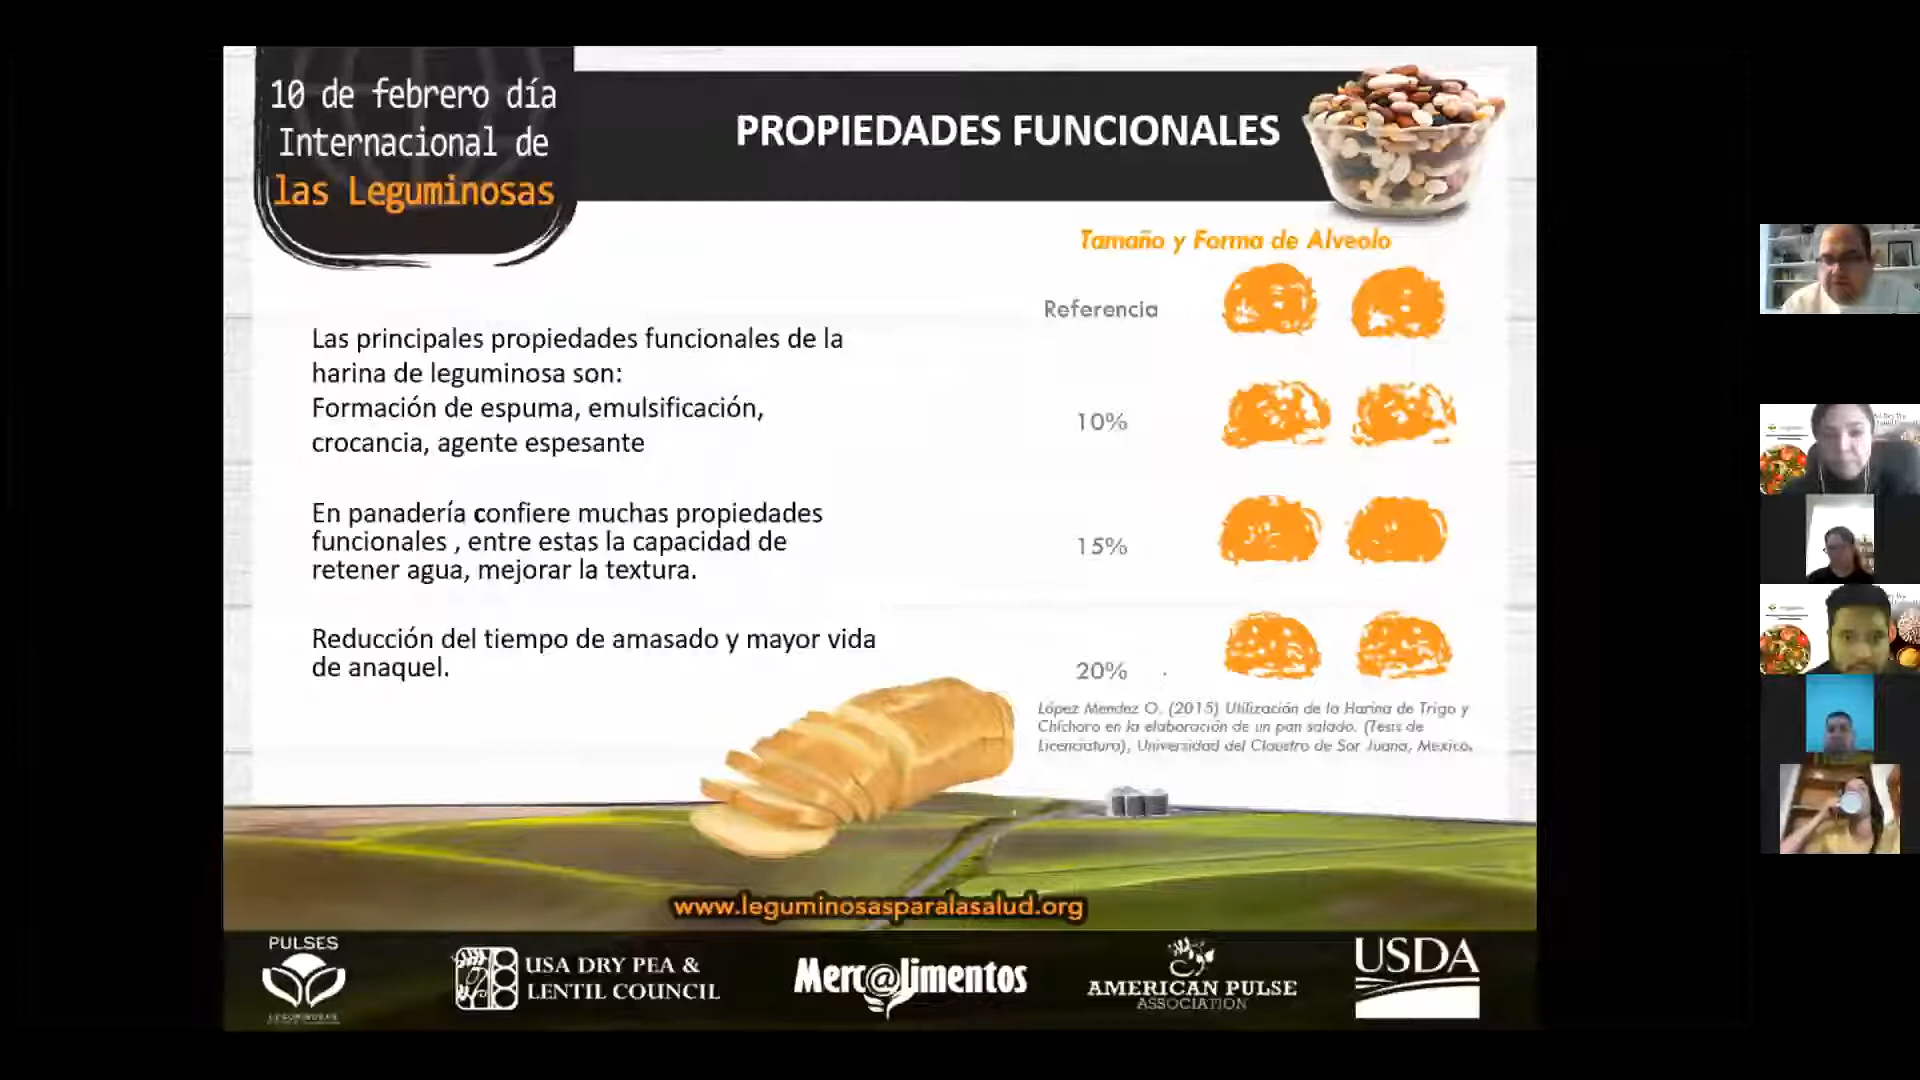 10 de febrero día
Internacional de
las Leguminosas
PROPIEDADES FUNCIONALES
Las principales propiedades funcionales de la
harina de leguminosa son:
Formación de espuma, emulsificación,
crocancia, agente espesante
En panadería confiere muchas propiedades
funcionales , entre estas la capacidad de
retener agua, mejorar la textura.
Reducción del tiempo de amasado y mayor vida
de anaquel.
Tamaño y Forma de Alveolo
Referencia
10%
15%
20%
López Mendez O. (2015) Utilización de la Harina de Trigo y
Chícharo en la elaboración de un pan salado. (Tesis de
Licenciatura), Universidad del Claustro de Sor Juana, Mexico.
www.leguminosasparalasalud.org
PULSES
LEGUMINOSAS
USA DRY PEA &
LENTIL COUNCIL
Merc@limentos
AMERICAN PULSE
ASSOCIATION
USDA